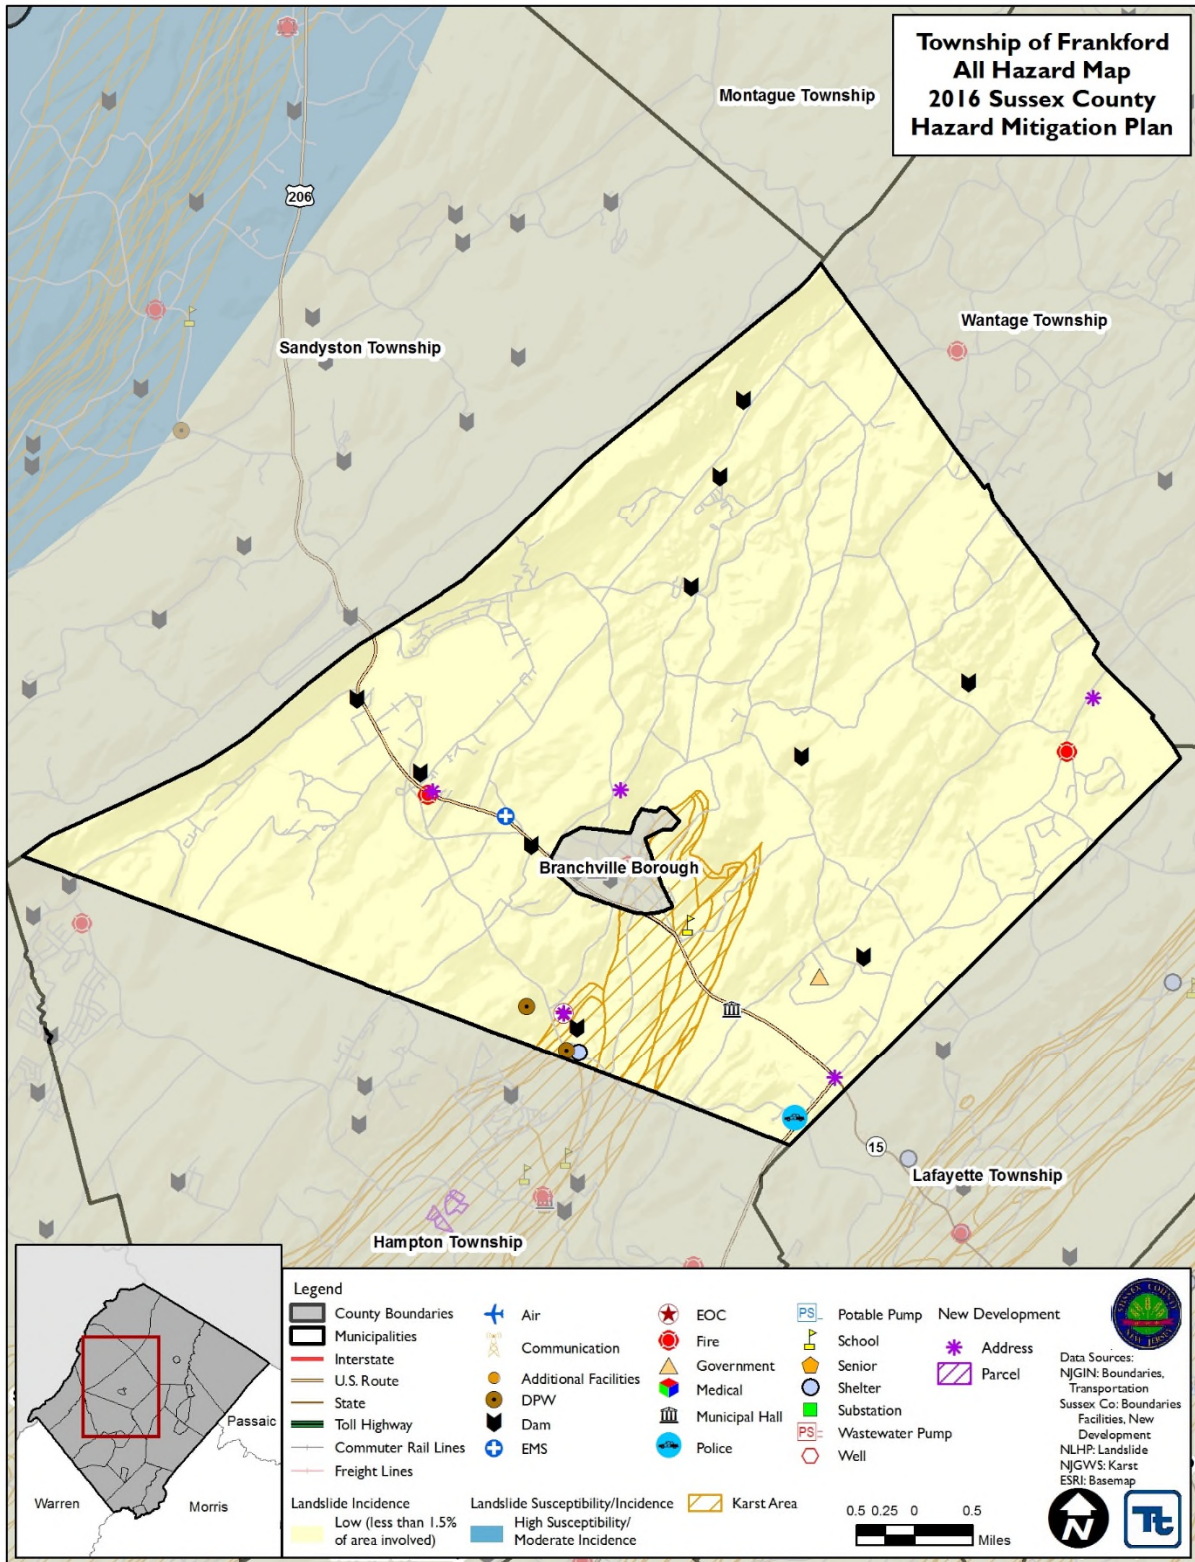 Township of Frankford
All Hazard Map
2016 Sussex County
Hazard Mitigation Plan
Montague Township
206
Wantage Township
Sandyston Township
Branchville Borough
15
Lafayette Township
Hampton Township
Passaic
Warren
Morris
Legend
County Boundaries
Municipalities
Interstate
U.S. Route
State
Toll Highway
Commuter Rail Lines
Freight Lines
Air
Communication
Additional Facilities
DPW
Dam
EMS
EOC
Fire
Government
Medical
Municipal Hall
Police
PS Potable Pump
School
Senior
Shelter
Substation
PS Wastewater Pump
Well
New Development
Address
Parcel
SUSSEX COUNTY
NEW JERSEY
Data Sources:
NJGIN: Boundaries,
Transportation
Sussex Co: Boundaries
Facilities, New
Development
NLHP: Landslide
NJGWS: Karst
ESRI: Basemap
Landslide Incidence
Low (less than 1.5%
of area involved)
Landslide Susceptibility/Incidence
High Susceptibility/
Moderate Incidence
Karst Area
0.5 0.25 0 0.5
Miles
N
Tt